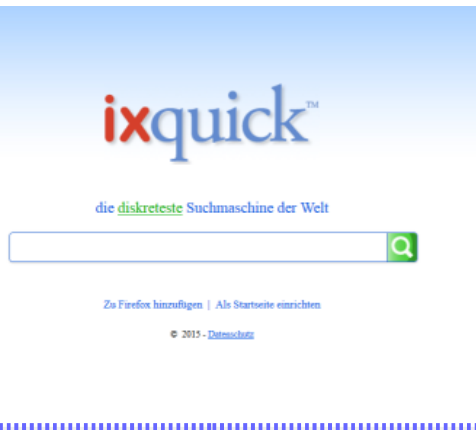 ixquick™
die diskreteste Suchmaschine der Welt
Zu Firefox hinzufügen | Als Startseite einrichten
© 2015 - Datenschutz